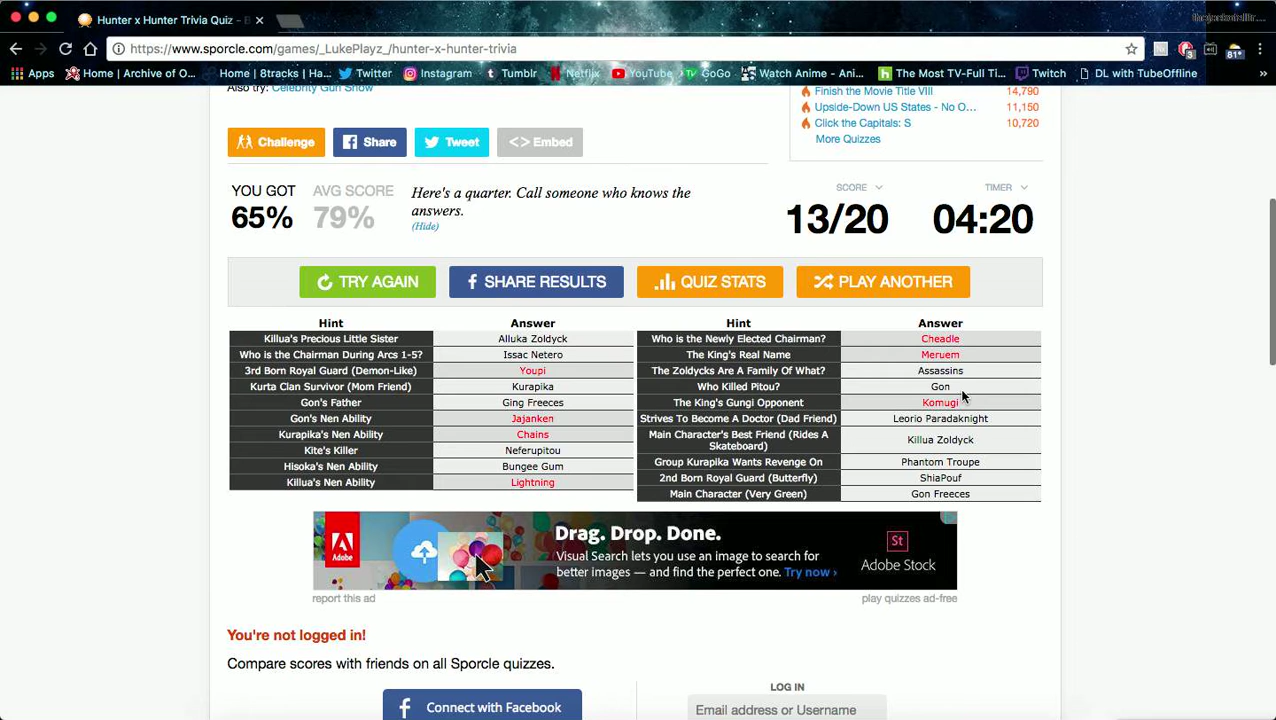 Hunter x Hunter Trivia Quiz - B
https://www.sporcle.com/games/_LukePlayz_/hunter-x-hunter-trivia
Apps
Home | Archive of O...
Home | 8tracks | Ha...
Twitter
Instagram
Tumblr
Netflix
YouTube
GoGo
Watch Anime - Ani...
The Most TV-Full Ti...
Twitch
DL with TubeOffline
»
3
81°
Also try: Celebrity Gun Show
Finish the Movie Title VIII 14,790
Upside-Down US States - No O... 11,150
Click the Capitals: S 10,720
More Quizzes
Challenge
Share
Tweet
<> Embed
YOU GOT
65%
AVG SCORE
79%
Here's a quarter. Call someone who knows the
answers.
(Hide)
SCORE
13/20
TIMER
04:20
TRY AGAIN
SHARE RESULTS
QUIZ STATS
PLAY ANOTHER
Hint Answer
Killua's Precious Little Sister Alluka Zoldyck
Who is the Chairman During Arcs 1-5? Issac Netero
3rd Born Royal Guard (Demon-Like) Youpi
Kurta Clan Survivor (Mom Friend) Kurapika
Gon's Father Ging Freeces
Gon's Nen Ability Jajanken
Kurapika's Nen Ability Chains
Kite's Killer Neferupitou
Hisoka's Nen Ability Bungee Gum
Killua's Nen Ability Lightning
Hint Answer
Who is the Newly Elected Chairman? Cheadle
The King's Real Name Meruem
The Zoldycks Are A Family Of What? Assassins
Who Killed Pitou? Gon
The King's Gungi Opponent Komugi
Strives To Become A Doctor (Dad Friend) Leorio Paradaknight
Main Character's Best Friend (Rides A
Skateboard) Killua Zoldyck
Group Kurapika Wants Revenge On Phantom Troupe
2nd Born Royal Guard (Butterfly) ShiaPouf
Main Character (Very Green) Gon Freeces
Adobe
Drag. Drop. Done.
Visual Search lets you use an image to search for
better images — and find the perfect one. Try now ›
St
Adobe Stock
report this ad
play quizzes ad-free
You're not logged in!
Compare scores with friends on all Sporcle quizzes.
Connect with Facebook
LOG IN
Email address or Username